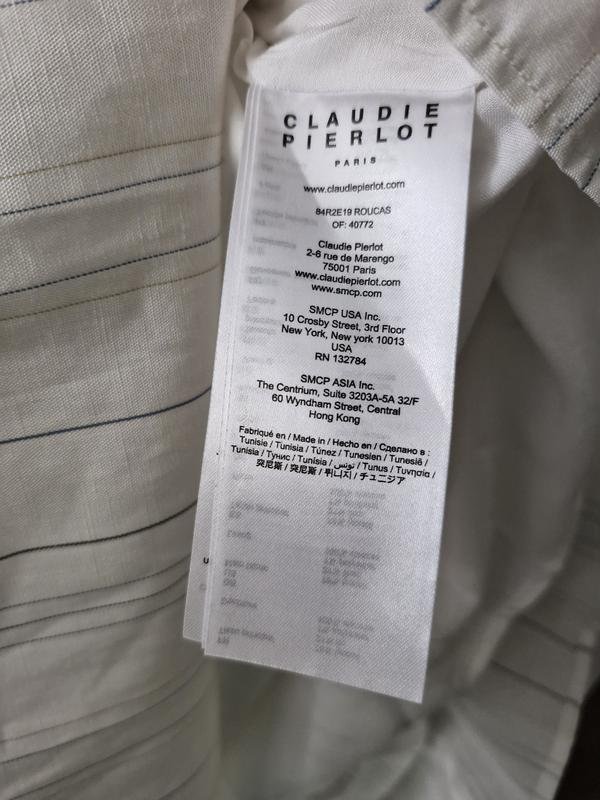 CLAUDIE
PIERLOT
PARIS
www.claudiepierlot.com
84R2E19 ROUCAS
OF: 40772
Claudie Pierlot
2-6 rue de Marengo
75001 Paris
www.claudiepierlot.com
www.smcp.com
SMCP USA Inc.
10 Crosby Street, 3rd Floor
New York, New york 10013
USA
RN 132784
SMCP ASIA Inc.
The Centrium, Suite 3203A-5A 32/F
60 Wyndham Street, Central
Hong Kong
Fabriqué en / Made in / Hecho en / Сделано в :
Tunisie / Tunisia / Túnez / Tunesien / Tunesië /
Tunisia / Тунис / Tunísia / تونس / Tunus / Τυνησία /
突尼斯 / 突尼斯 / 튀니지 / チュニジア